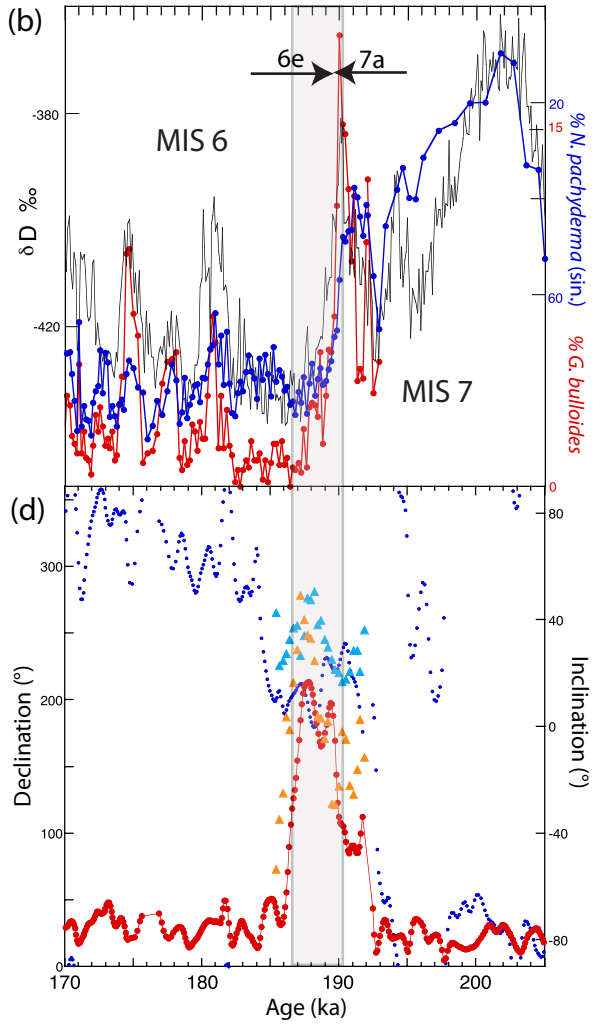 (b)
6e 7a
MIS 6
MIS 7
-380
-420
δ D ‰
20
15
60
0
% N. pachyderma (sin.)
% G. bulloides
(d)
300
200
100
0
Declination (°)
80
40
0
-40
-80
Inclination (°)
170 180 190 200
Age (ka)